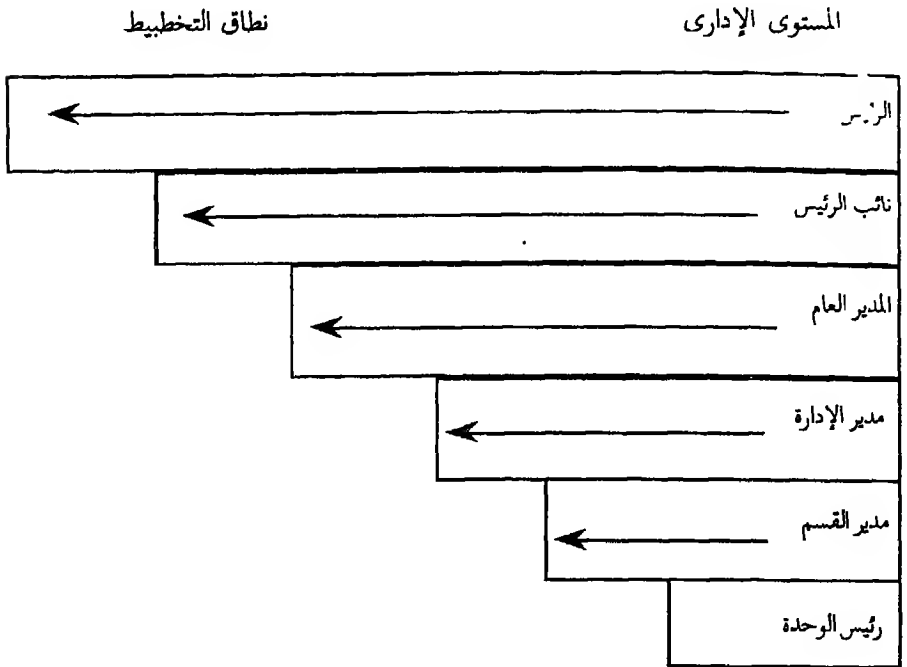 المستوى الإدارى
نطاق التخطيط
الرئيس
نائب الرئيس
المدير العام
مدير الإدارة
مدير القسم
رئيس الوحدة